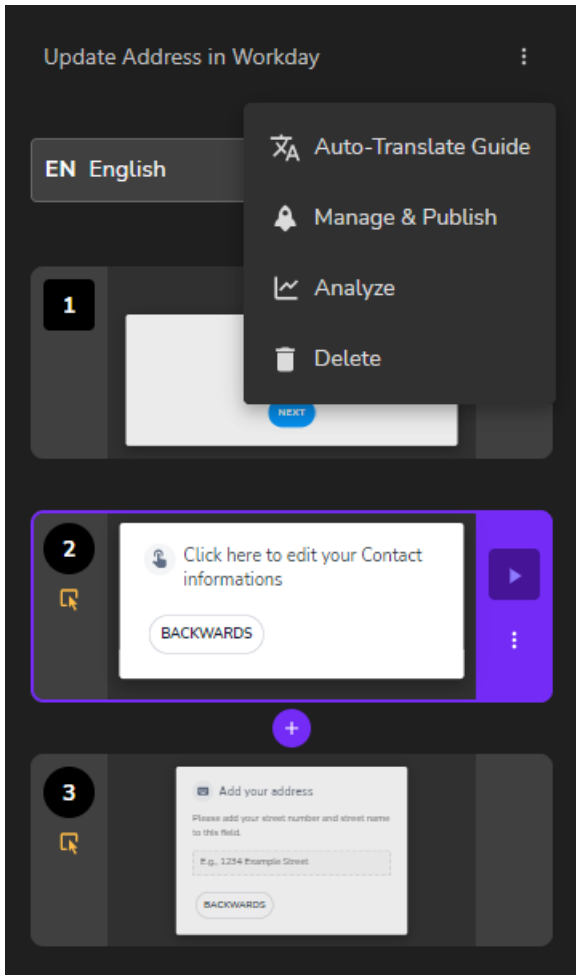 Update Address in Workday
Auto-Translate Guide
EN English
Manage & Publish
Analyze
Delete
1
NEXT
2
Click here to edit your Contact
informations
BACKWARDS
3
Add your address
Please add your street number and street name
to this field.
E.g., 1234 Example Street
BACKWARDS